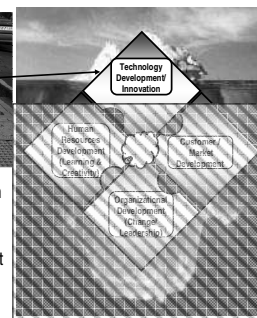 Technology
Development/
Innovation
Human
Resources
Development
(Learning &
Creativity)
Customer /
Market
Development
Organizational
Development
(Change/
Leadership)
t